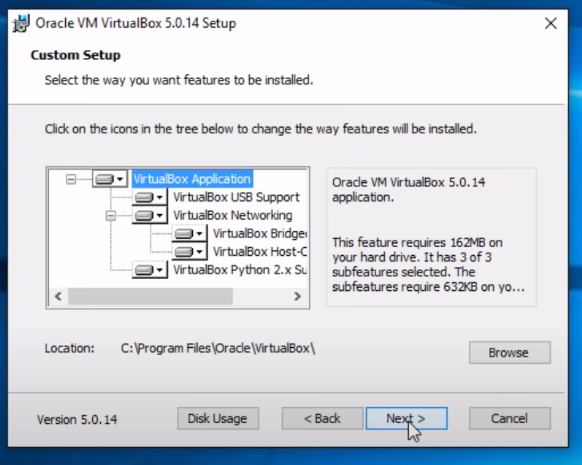 Oracle VM VirtualBox 5.0.14 Setup
Custom Setup
Select the way you want features to be installed.
Click on the icons in the tree below to change the way features will be installed.
VirtualBox Application
VirtualBox USB Support
VirtualBox Networking
VirtualBox Bridge
VirtualBox Host-C
VirtualBox Python 2.x Su
Oracle VM VirtualBox 5.0.14
application.
This feature requires 162MB on
your hard drive. It has 3 of 3
subfeatures selected. The
subfeatures require 632KB on yo...
Location: C:\Program Files\Oracle\VirtualBox\
Browse
Version 5.0.14
Disk Usage
< Back
Next >
Cancel